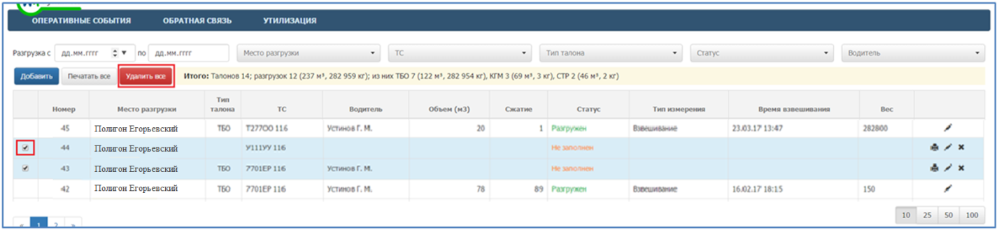 ОПЕРАТИВНЫЕ СОБЫТИЯ ОБРАТНАЯ СВЯЗЬ УТИЛИЗАЦИЯ
Разгрузка с дд.мм.гггг по дд.мм.гггг Место разгрузки ТС Тип талона Статус Водитель
Добавить Печатать все Удалить все Итого: Талонов 14; разгрузок 12 (237 м³, 282 959 кг); из них ТБО 7 (122 м³, 282 954 кг), КГМ 3 (69 м³, 3 кг), СТР 2 (46 м³, 2 кг)
Номер Место разгрузки Тип талона ТС Водитель Объем (м3) Сжатие Статус Тип измерения Время взвешивания Вес
45 Полигон Егорьевский ТБО Т277ОО 116 Устинов Г. М. 20 1 Разгружен Взвешивание 23.03.17 13:47 282800
44 Полигон Егорьевский У111УУ 116 Не заполнен
43 Полигон Егорьевский ТБО 7701ЕР 116 Устинов Г. М. Не заполнен
42 Полигон Егорьевский ТБО 7701ЕР 116 Устинов Г. М. 78 89 Разгружен Взвешивание 16.02.17 18:15 150
« 1 2 » 10 25 50 100